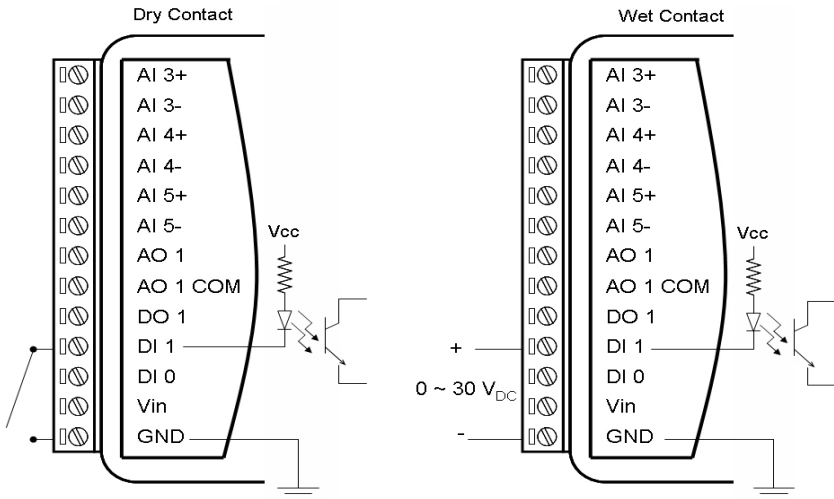 Dry Contact
AI 3+
AI 3-
AI 4+
AI 4-
AI 5+
AI 5-
AO 1
AO 1 COM
DO 1
DI 1
DI 0
Vin
GND
Vcc
Wet Contact
AI 3+
AI 3-
AI 4+
AI 4-
AI 5+
AI 5-
AO 1
AO 1 COM
DO 1
DI 1
DI 0
Vin
GND
Vcc
+
0 ~ 30 VDC
-